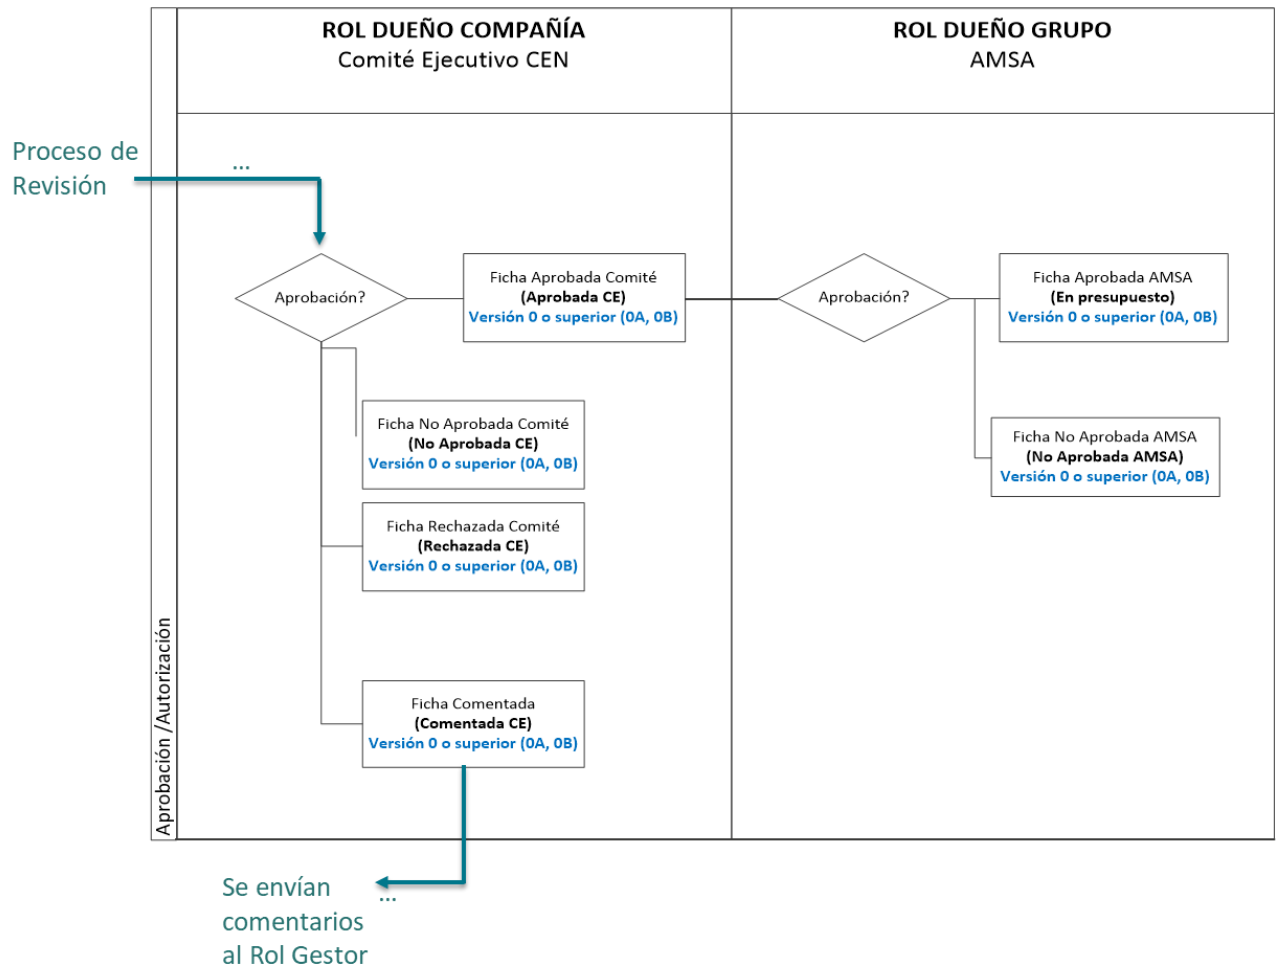 ROL DUEÑO COMPAÑÍA
Comité Ejecutivo CEN
ROL DUEÑO GRUPO
AMSA
Proceso de
Revisión
...
Aprobación?
Ficha Aprobada Comité
(Aprobada CE)
Versión 0 o superior (0A, 0B)
Aprobación?
Ficha Aprobada AMSA
(En presupuesto)
Versión 0 o superior (0A, 0B)
Ficha No Aprobada Comité
(No Aprobada CE)
Versión 0 o superior (0A, 0B)
Ficha No Aprobada AMSA
(No Aprobada AMSA)
Versión 0 o superior (0A, 0B)
Ficha Rechazada Comité
(Rechazada CE)
Versión 0 o superior (0A, 0B)
Ficha Comentada
(Comentada CE)
Versión 0 o superior (0A, 0B)
Aprobación /Autorización
Se envían
comentarios
al Rol Gestor
...